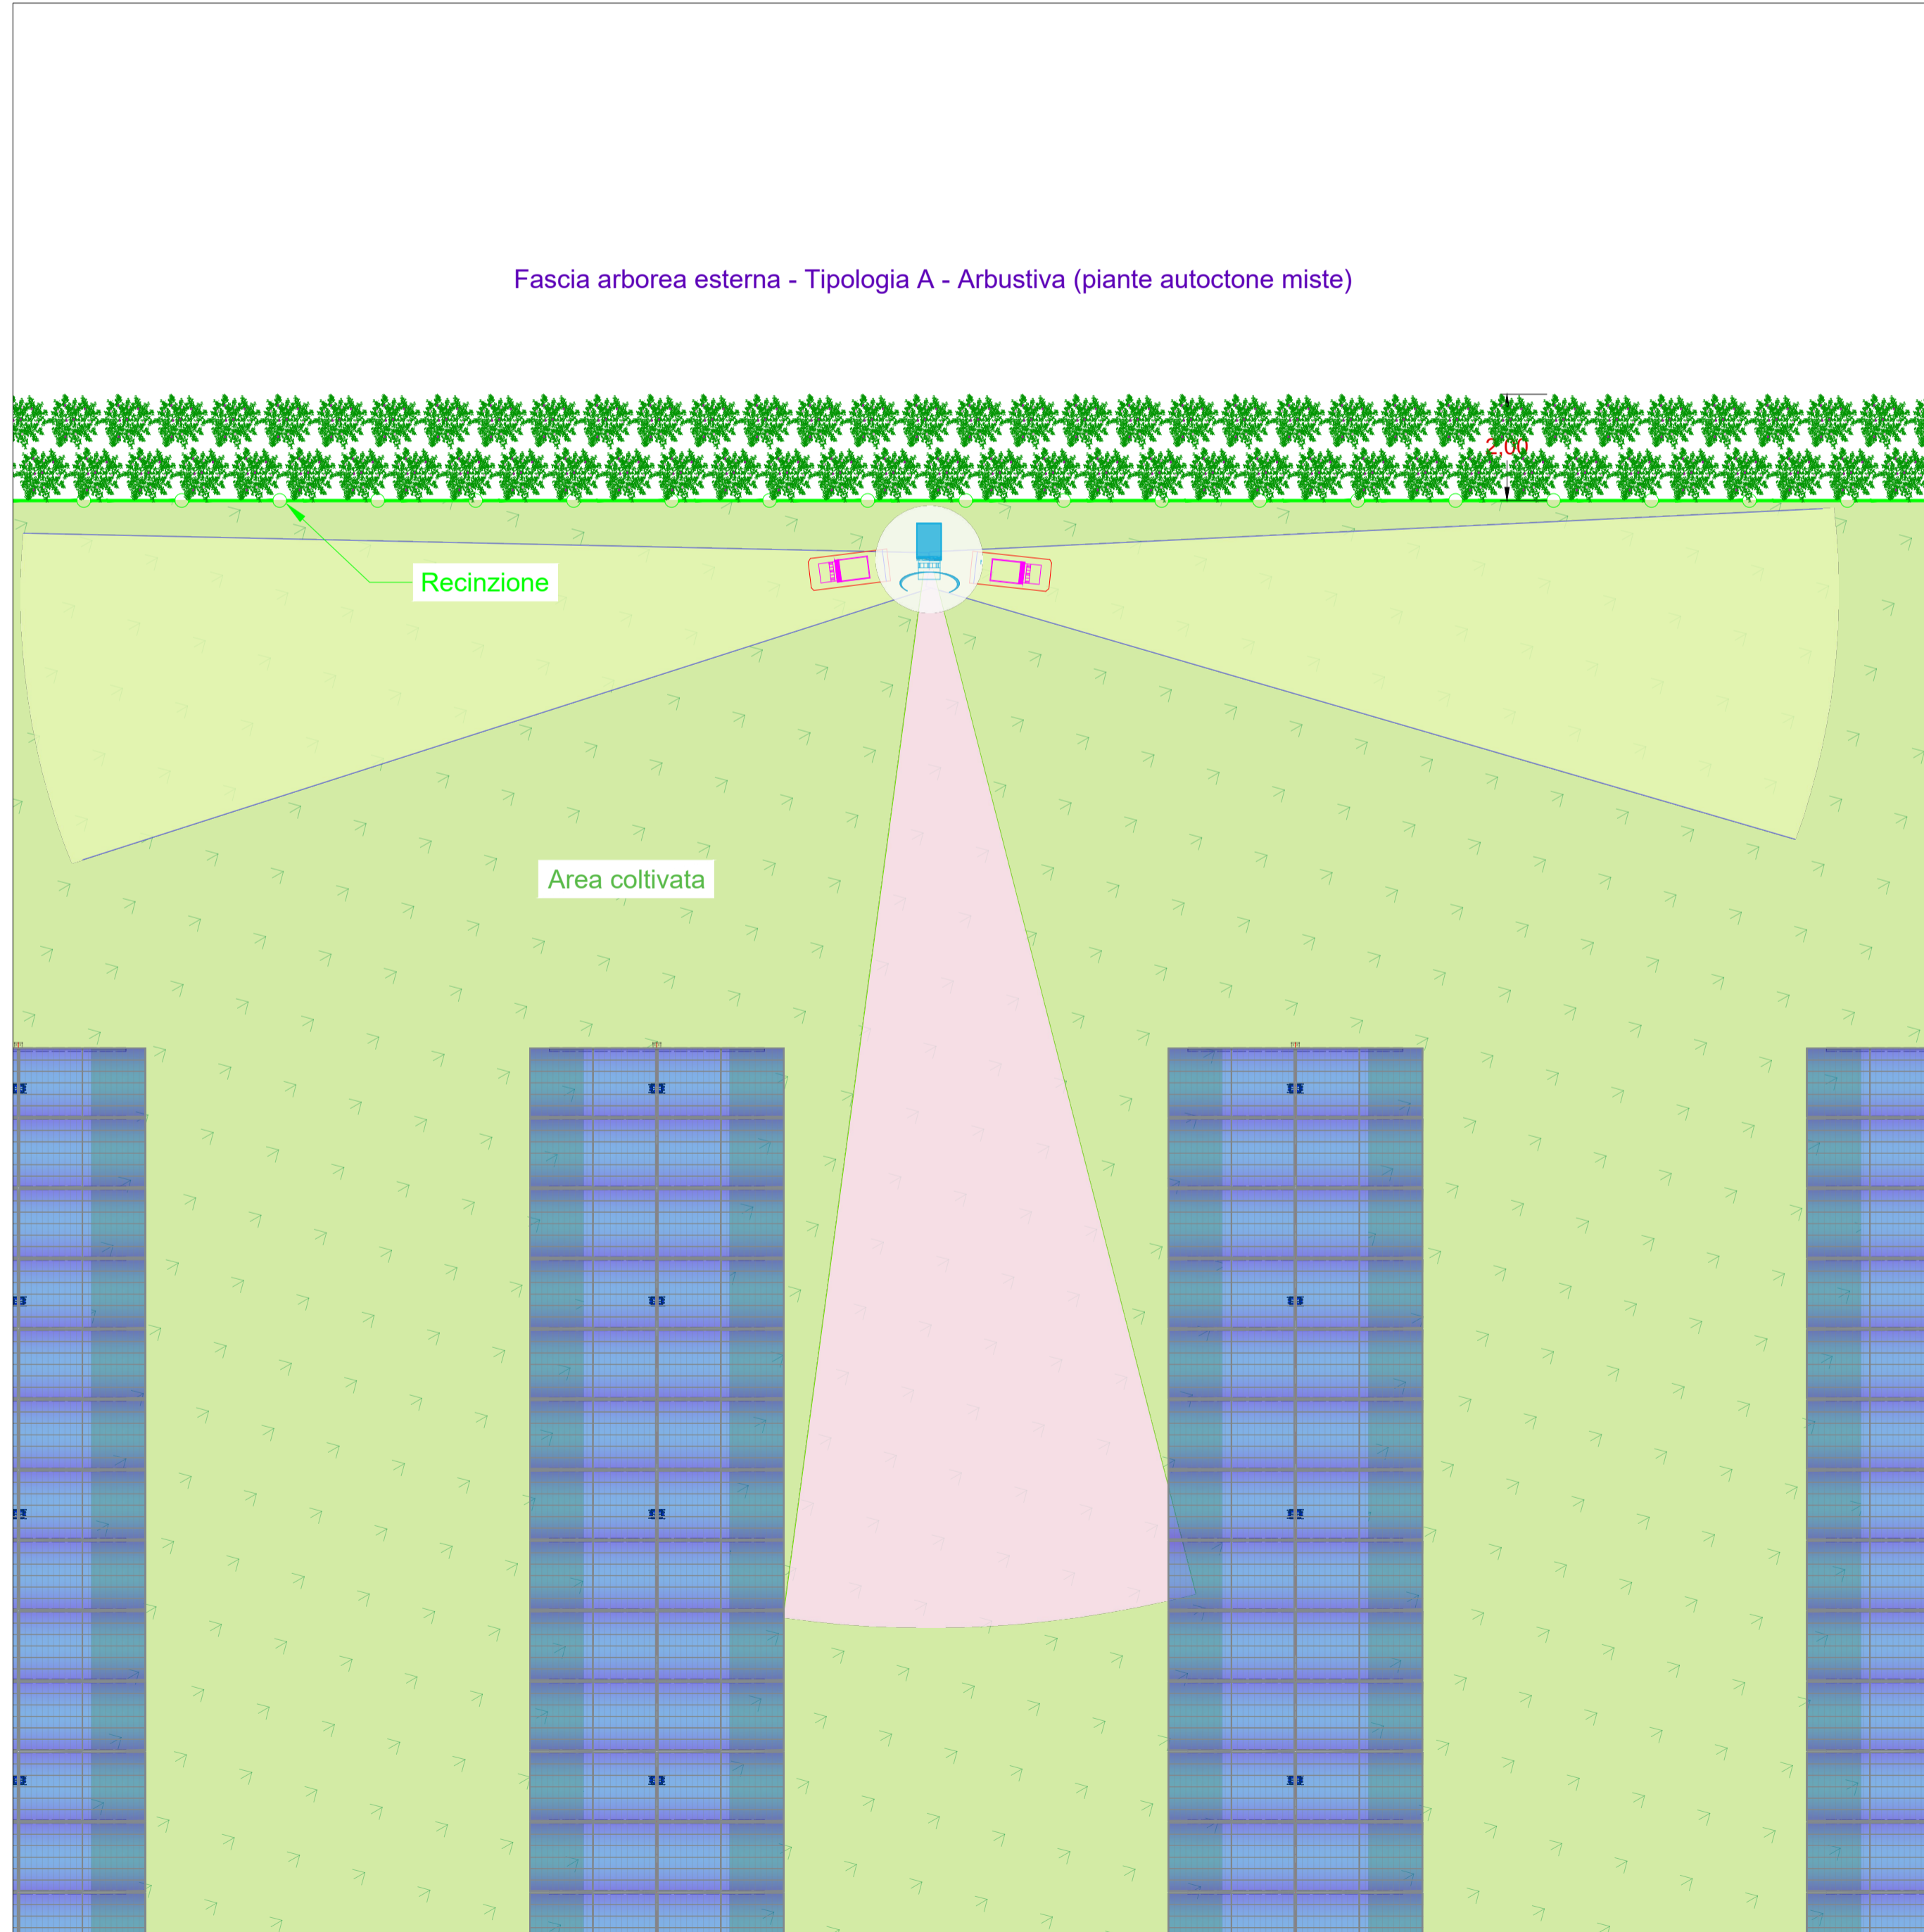 Fascia arborea esterna - Tipologia A - Arbustiva (piante autoctone miste)
2,00
Recinzione
Area coltivata